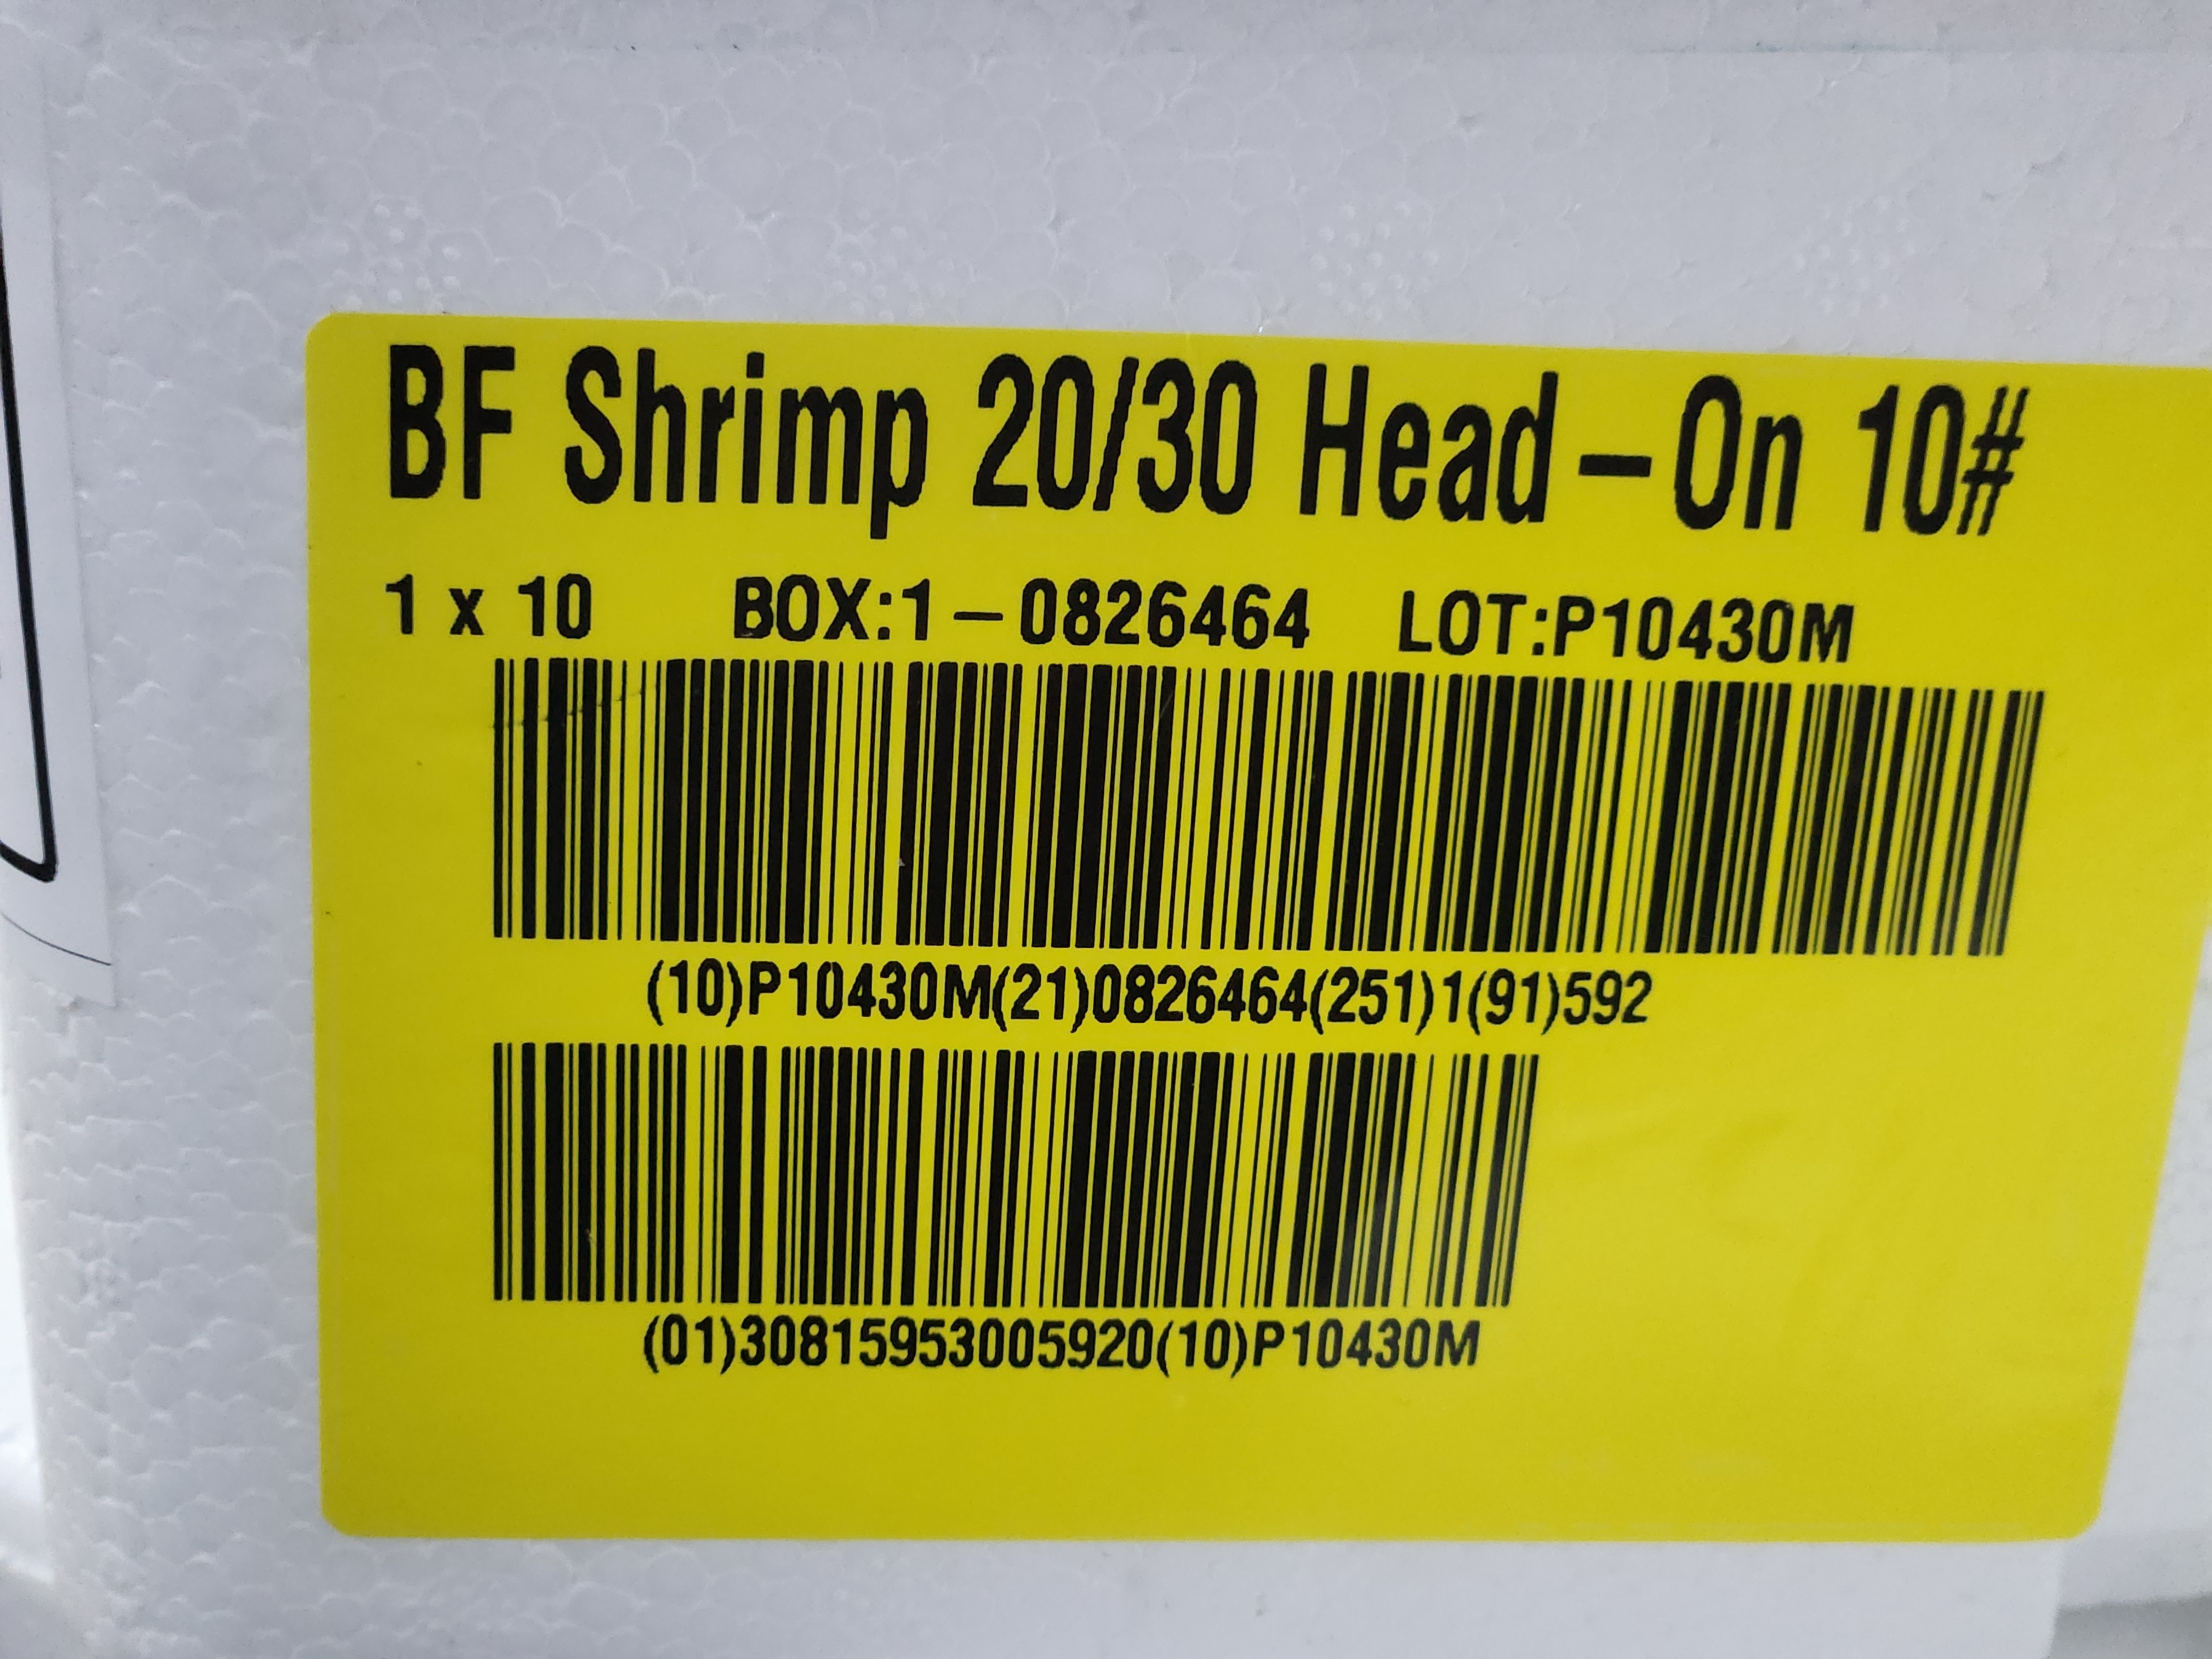 BF Shrimp 20/30 Head-On 10#
1 x 10 BOX:1-0826464 LOT:P10430M
(10)P10430M(21)0826464(251)1(91)592
(01)30815953005920(10)P10430M